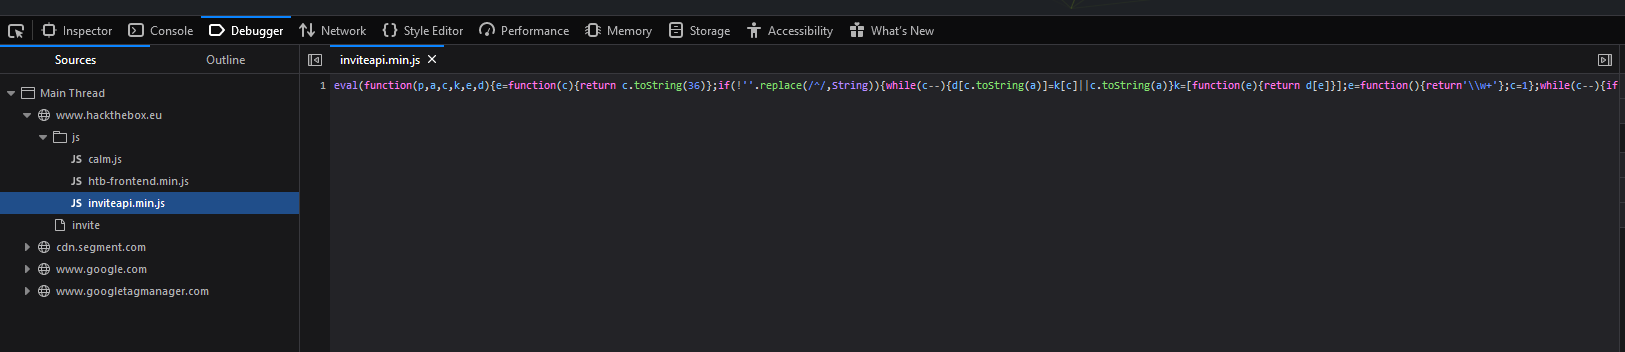 Inspector Console Debugger Network Style Editor Performance Memory Storage Accessibility What's New
Sources Outline inviteapi.min.js
Main Thread
1 eval(function(p,a,c,k,e,d){e=function(c){return c.toString(36)};if(!''.replace(/^/,String)){while(c--){d[c.toString(a)]=k[c]||c.toString(a)}k=[function(e){return d[e]}];e=function(){return'\\w+'};c=1};while(c--){if
www.hackthebox.eu
js
JS calm.js
JS htb-frontend.min.js
JS inviteapi.min.js
invite
cdn.segment.com
www.google.com
www.googletagmanager.com